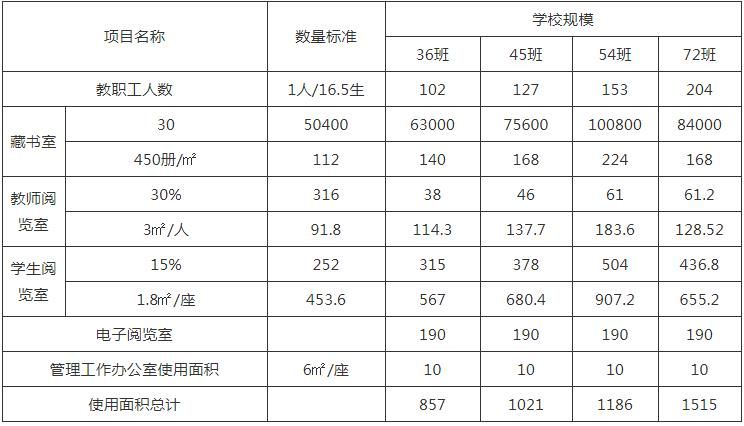 项目名称 数量标准 学校规模
36班 45班 54班 72班
教职工人数 1人/16.5生 102 127 153 204
藏书室 30 50400 63000 75600 100800 84000
450册/㎡ 112 140 168 224 168
教师阅览室 30% 316 38 46 61 61.2
3㎡/人 91.8 114.3 137.7 183.6 128.52
学生阅览室 15% 252 315 378 504 436.8
1.8㎡/座 453.6 567 680.4 907.2 655.2
电子阅览室 190 190 190 190
管理工作办公室使用面积 6㎡/座 10 10 10 10
使用面积总计 857 1021 1186 1515